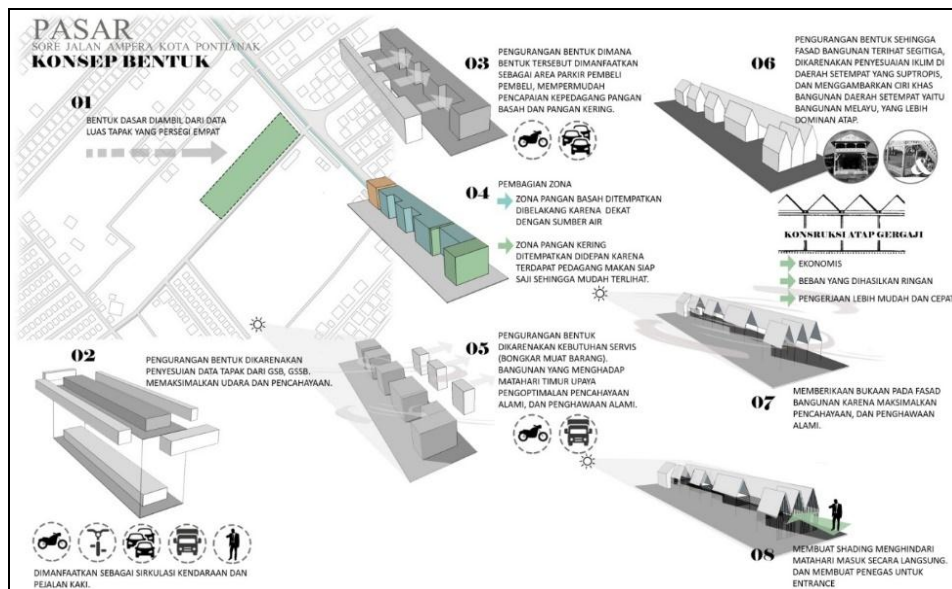 PASAR
SORE JALAN AMPERA KOTA PONTIANAK
KONSEP BENTUK
01
BENTUK DASAR DIAMBIL DARI DATA
LUAS TAPAK YANG PERSEGI EMPAT
02
PENGURANGAN BENTUK DIKARENAKAN
PENYESUIAN DATA TAPAK DARI GSB, GSSB.
MEMAKSIMALKAN UDARA DAN PENCAHAYAAN.
DIMANFAATKAN SEBAGAI SIRKULASI KENDARAAN DAN
PEJALAN KAKI.
03
PENGURANGAN BENTUK DIMANA
BENTUK TERSEBUT DIMANFAATKAN
SEBAGAI AREA PARKIR PEMBELI
PEMBELI, MEMPERMUDAH
PENCAPAIAN KEPEDAGANG PANGAN
BASAH DAN PANGAN KERING.
04
PEMBAGIAN ZONA
ZONA PANGAN BASAH DITEMPATKAN
DIBELAKANG KARENA DEKAT
DENGAN SUMBER AIR
ZONA PANGAN KERING
DITEMPATKAN DIDEPAN KARENA
TERDAPAT PEDAGANG MAKAN SIAP
SAJI SEHINGGA MUDAH TERLIHAT.
05
PENGURANGAN BENTUK
DIKARENAKAN KEBUTUHAN SERVIS
(BONGKAR MUAT BARANG).
BANGUNAN YANG MENGHADAP
MATAHARI TIMUR UPAYA
PENGOPTIMALAN PENCAHAYAAN
ALAMI, DAN PENGHAWAAN ALAMI.
06
PENGURANGAN BENTUK SEHINGGA
FASAD BANGUNAN TERIHAT SEGITIGA,
DIKARENAKAN PENYESUAIAN IKLIM DI
DAERAH SETEMPAT YANG SUPTROPIS,
DAN MENGGAMBARKAN CIRI KHAS
BANGUNAN DAERAH SETEMPAT YAITU
BANGUNAN MELAYU, YANG LEBIH
DOMINAN ATAP.
KONSRUKSI ATAP GERGAJI
EKONOMIS
BEBAN YANG DIHASILKAN RINGAN
PENGERJAAN LEBIH MUDAH DAN CEPAT
07
MEMBERIKAAN BUKAAN PADA FASAD
BANGUNAN KARENA MAKSIMALKAN
PENCAHAYAAN, DAN PENGHAWAAN
ALAMI.
08
MEMBUAT SHADING MENGHINDARI
MATAHARI MASUK SECARA LANGSUNG.
DAN MEMBUAT PENEGAS UNTUK
ENTRANCE